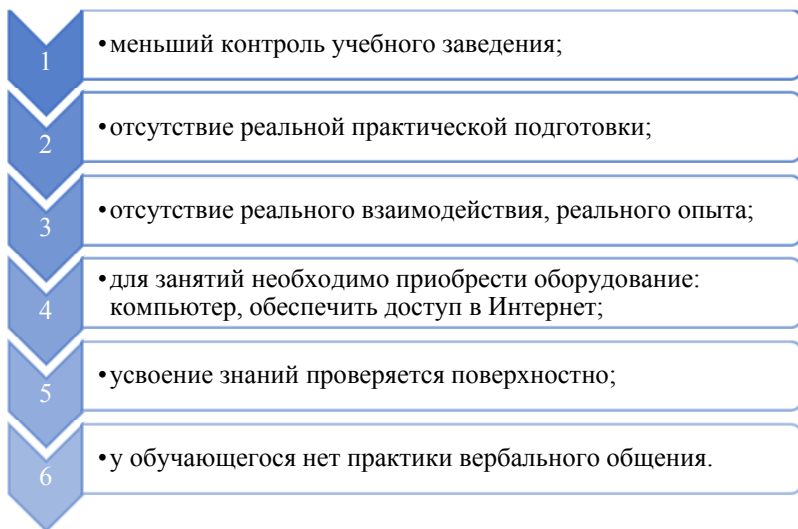 1
•меньший контроль учебного заведения;
2
•отсутствие реальной практической подготовки;
3
•отсутствие реального взаимодействия, реального опыта;
4
•для занятий необходимо приобрести оборудование:
компьютер, обеспечить доступ в Интернет;
5
•усвоение знаний проверяется поверхностно;
6
•у обучающегося нет практики вербального общения.